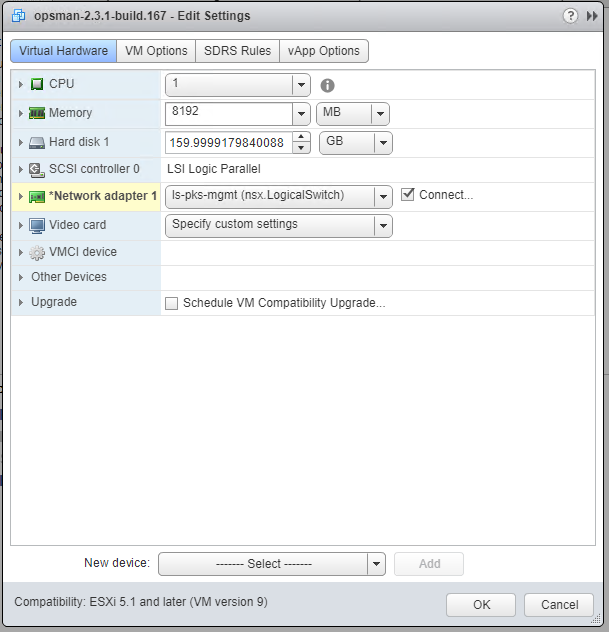 opsman-2.3.1-build.167 - Edit Settings
Virtual Hardware VM Options SDRS Rules vApp Options
CPU 1
Memory 8192 MB
Hard disk 1 159.9999179840088 GB
SCSI controller 0 LSI Logic Parallel
*Network adapter 1 ls-pks-mgmt (nsx.LogicalSwitch) Connect...
Video card Specify custom settings
VMCI device
Other Devices
Upgrade Schedule VM Compatibility Upgrade...
New device: ------- Select ------- Add
Compatibility: ESXi 5.1 and later (VM version 9) OK Cancel